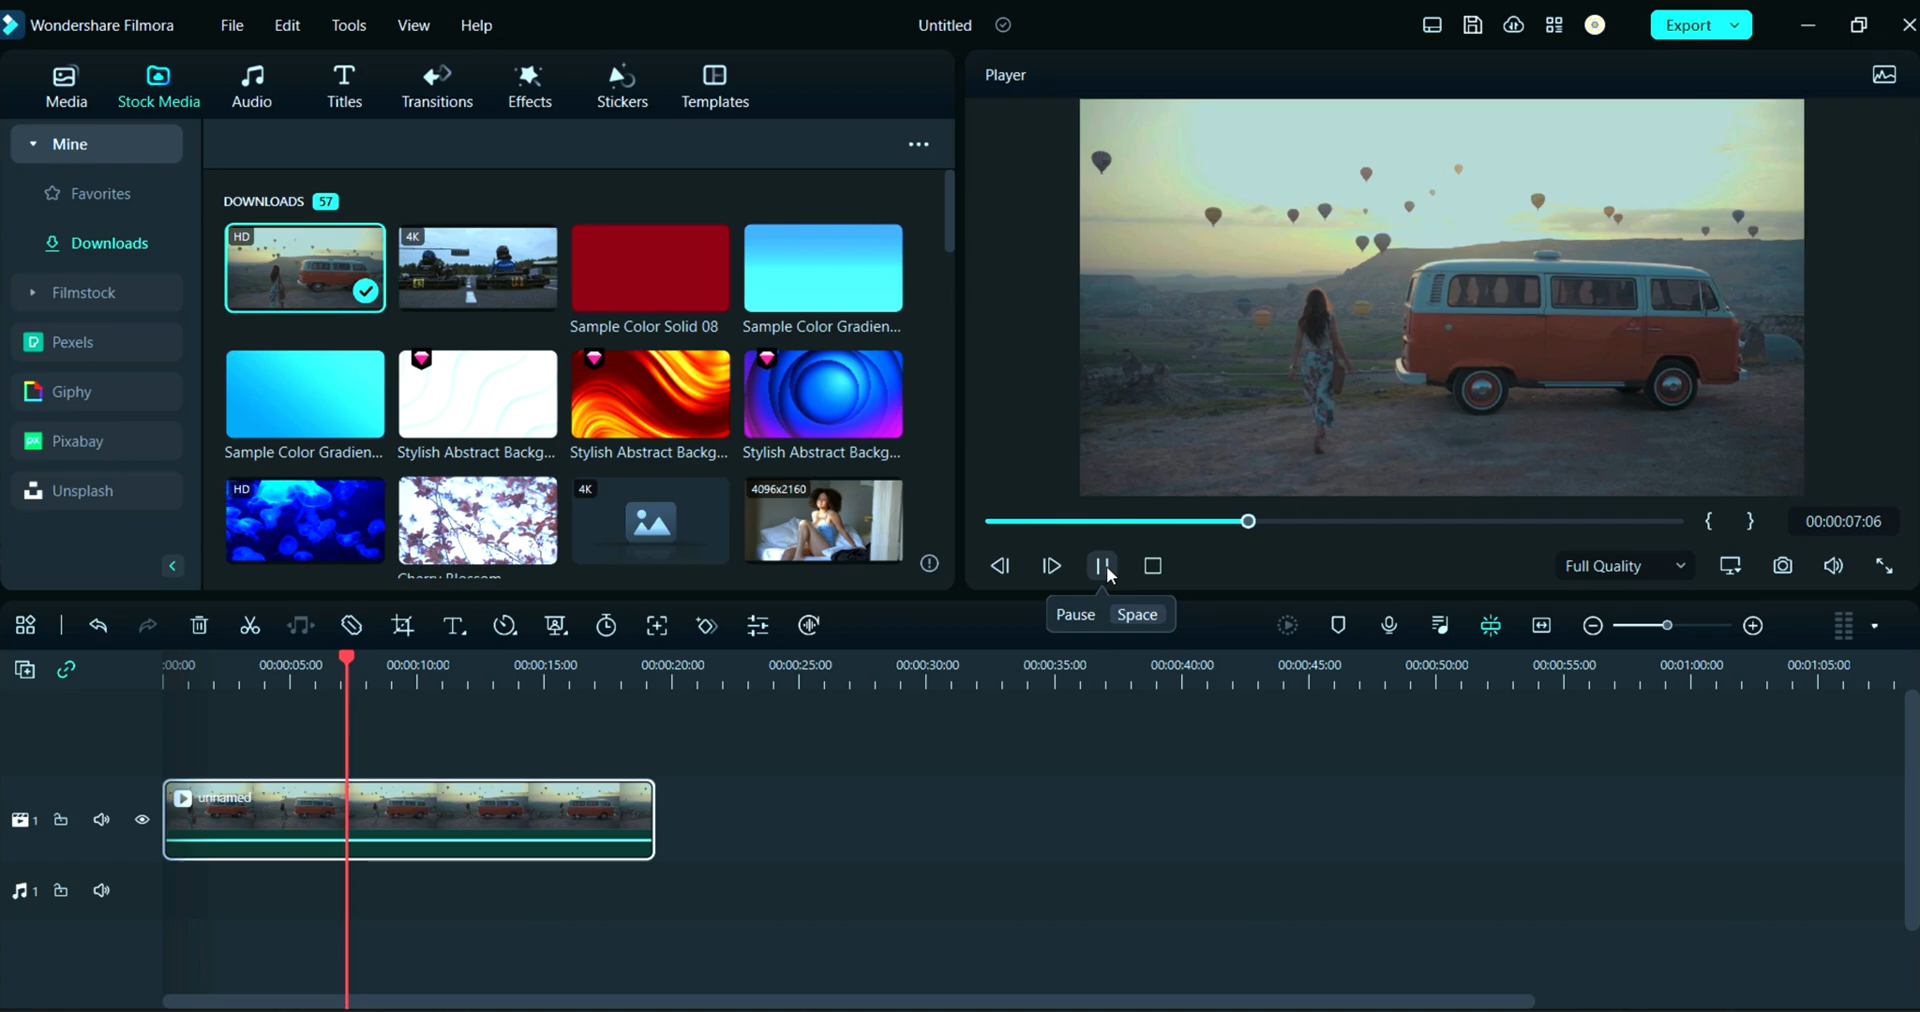 Wondershare Filmora
File
Edit
Tools
View
Help
Untitled
Export
Media
Stock Media
Audio
Titles
Transitions
Effects
Stickers
Templates
Player
Mine
Favorites
Downloads
Filmstock
Pexels
Giphy
px Pixabay
Unsplash
DOWNLOADS 57
HD
4K
Sample Color Solid 08
Sample Color Gradien...
Sample Color Gradien...
Stylish Abstract Backg...
Stylish Abstract Backg...
Stylish Abstract Backg...
HD
4K
4096x2160
Cherry Blossom
00:00:07:06
Full Quality
Pause Space
:00:00
00:00:05:00
00:00:10:00
00:00:15:00
00:00:20:00
00:00:25:00
00:00:30:00
00:00:35:00
00:00:40:00
00:00:45:00
00:00:50:00
00:00:55:00
00:01:00:00
00:01:05:00
unnamed
1
1